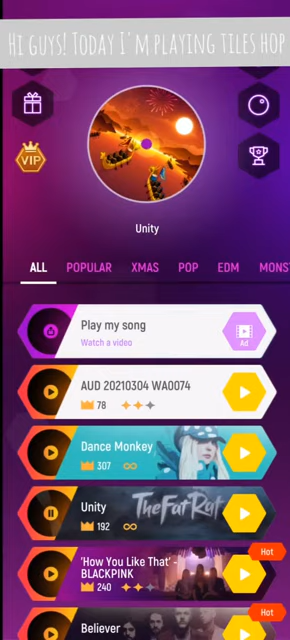 Hi guys! Today I'm playing tiles hop
VIP
Unity
ALL POPULAR XMAS POP EDM MONS
Play my song
Watch a video
Ad
AUD 20210304 WA0074
78
Dance Monkey
307 ∞
Unity
TheFatRat
192 ∞
Hot
'How You Like That' -
BLACKPINK
240
Hot
Believer